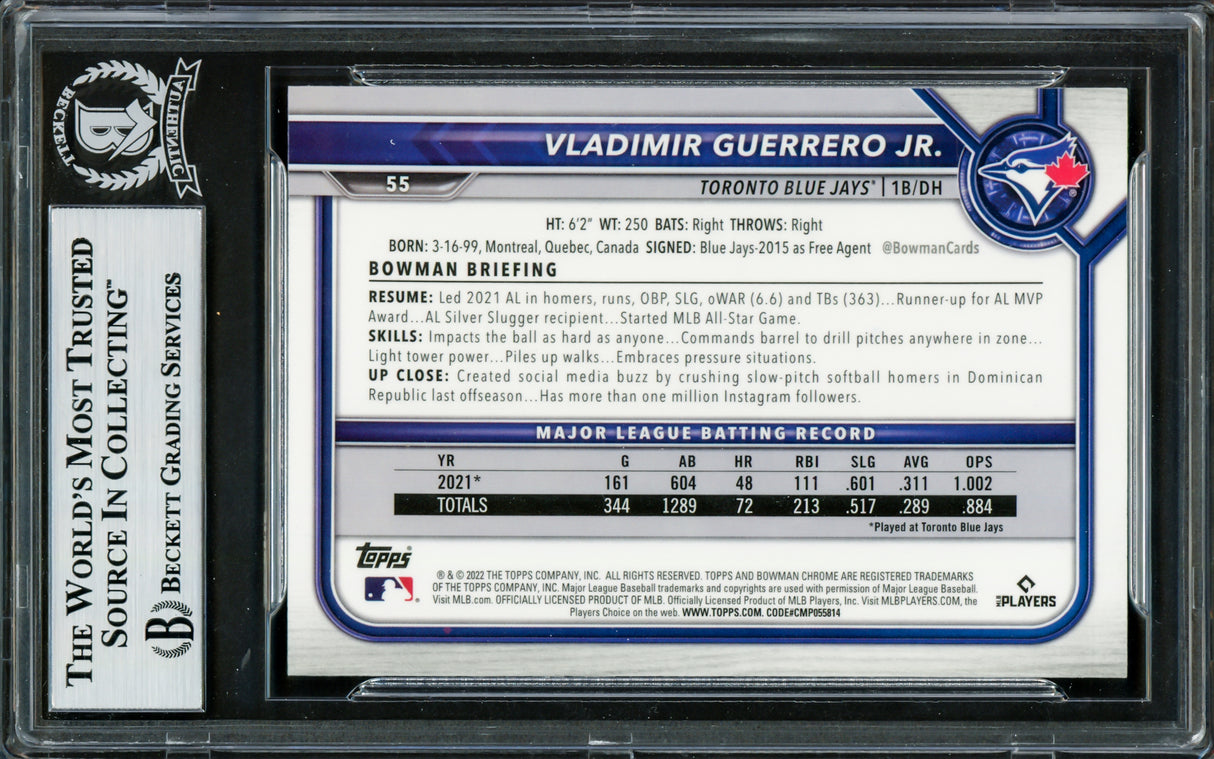 BECKETT
AUTHENTIC
B
THE WORLD'S MOST TRUSTED
SOURCE IN COLLECTING™
BECKETT GRADING SERVICES
VLADIMIR GUERRERO JR.
55
TORONTO BLUE JAYS® | 1B/DH
HT: 6'2" WT: 250 BATS: Right THROWS: Right
BORN: 3-16-99, Montreal, Quebec, Canada SIGNED: Blue Jays-2015 as Free Agent @BowmanCards
BOWMAN BRIEFING
RESUME: Led 2021 AL in homers, runs, OBP, SLG, oWAR (6.6) and TBs (363)...Runner-up for AL MVP
Award...AL Silver Slugger recipient...Started MLB All-Star Game.
SKILLS: Impacts the ball as hard as anyone...Commands barrel to drill pitches anywhere in zone...
Light tower power...Piles up walks...Embraces pressure situations.
UP CLOSE: Created social media buzz by crushing slow-pitch softball homers in Dominican
Republic last offseason...Has more than one million Instagram followers.
MAJOR LEAGUE BATTING RECORD
YR G AB HR RBI SLG AVG OPS
2021* 161 604 48 111 .601 .311 1.002
TOTALS 344 1289 72 213 .517 .289 .884
*Played at Toronto Blue Jays
Topps®
® & © 2022 THE TOPPS COMPANY, INC. ALL RIGHTS RESERVED. TOPPS AND BOWMAN CHROME ARE REGISTERED TRADEMARKS
OF THE TOPPS COMPANY, INC. Major League Baseball trademarks and copyrights are used with permission of Major League Baseball.
Visit MLB.com. OFFICIALLY LICENSED PRODUCT OF MLB. Officially Licensed Product of MLB Players, Inc. Visit MLBPLAYERS.COM, the
Players Choice on the web. WWW.TOPPS.COM. CODE#CMP055814
MLB PLAYERS